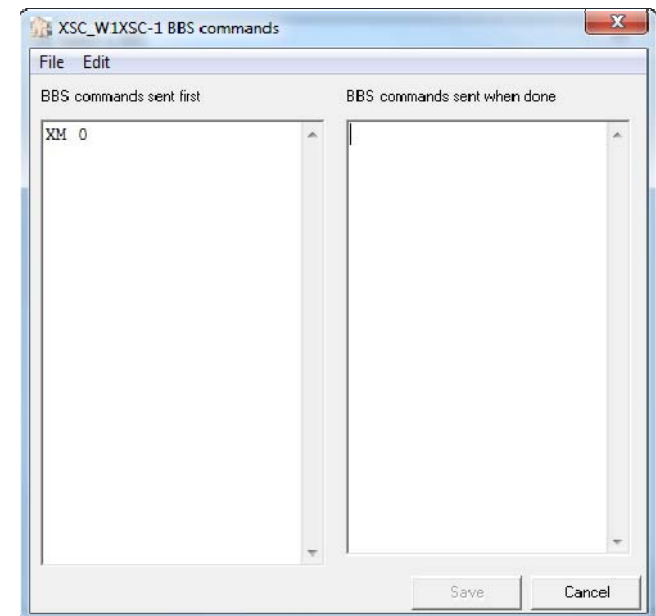 XSC_W1XSC-1 BBS commands
File Edit
BBS commands sent first
BBS commands sent when done
XM 0
Save
Cancel